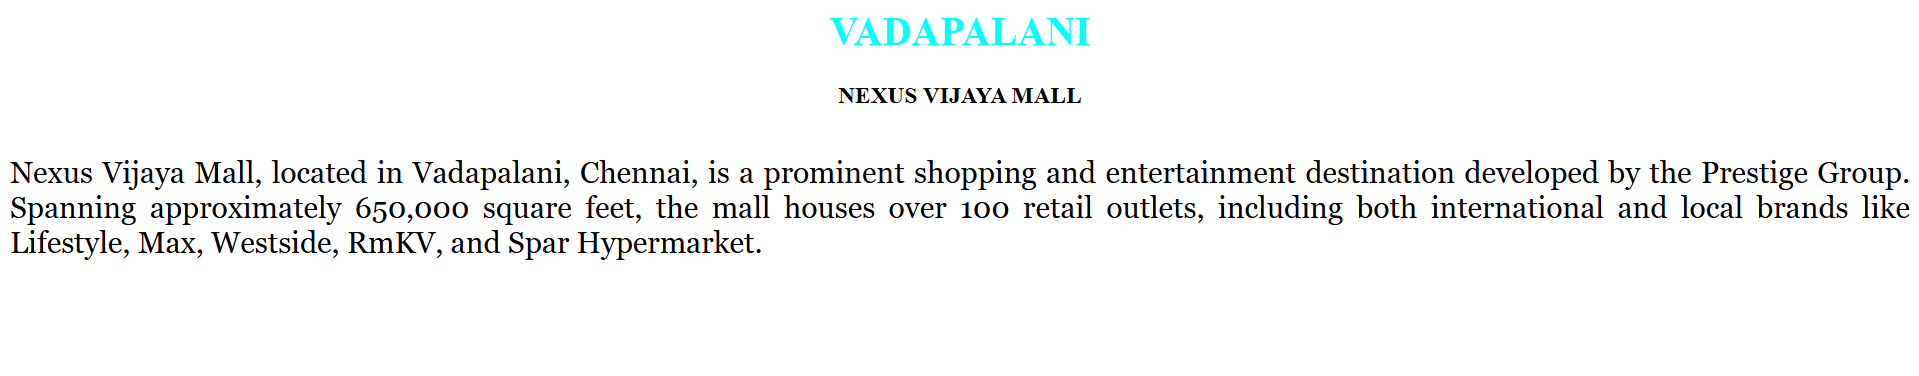 VADAPALANI
NEXUS VIJAYA MALL
Nexus Vijaya Mall, located in Vadapalani, Chennai, is a prominent shopping and entertainment destination developed by the Prestige Group.
Spanning approximately 650,000 square feet, the mall houses over 100 retail outlets, including both international and local brands like
Lifestyle, Max, Westside, RmKV, and Spar Hypermarket.